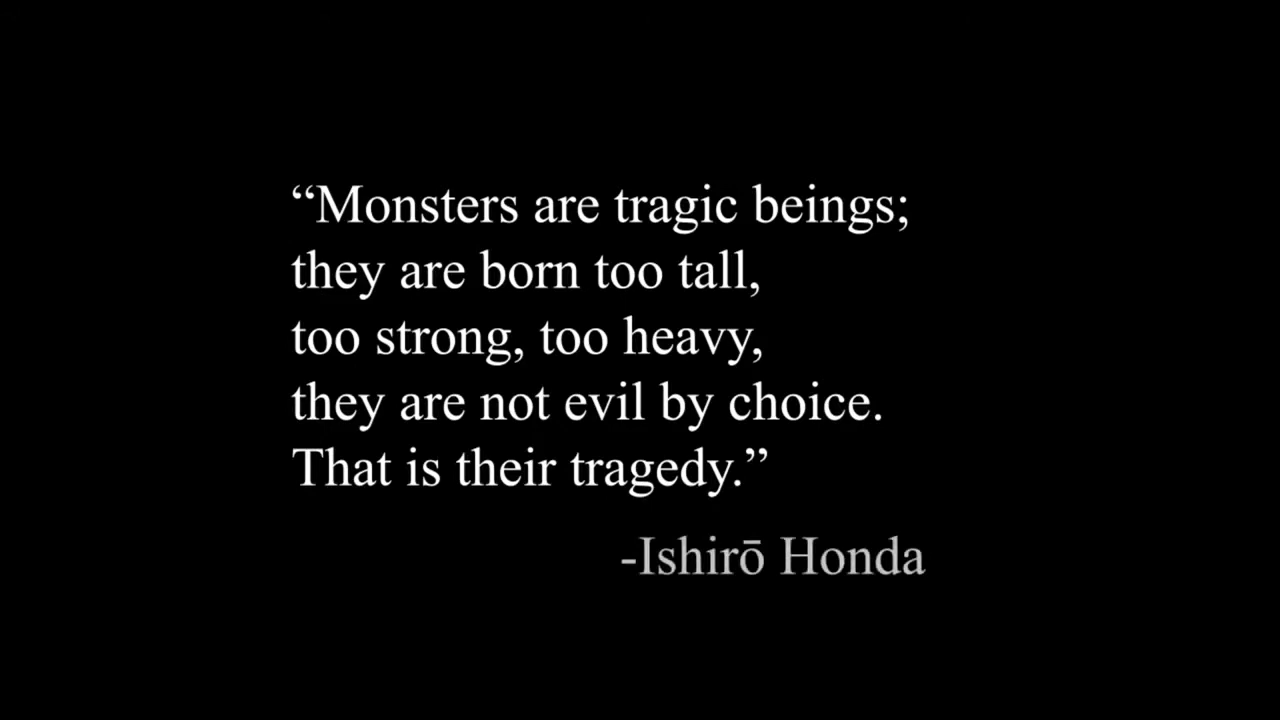 “Monsters are tragic beings;
they are born too tall,
too strong, too heavy,
they are not evil by choice.
That is their tragedy.”
-Ishirō Honda